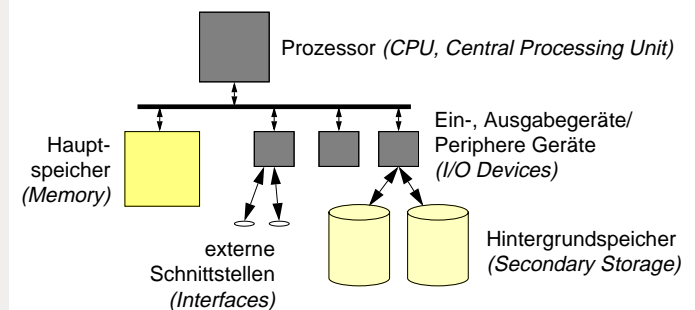 Prozessor (CPU, Central Processing Unit)
Haupt-
speicher
(Memory)
Ein-, Ausgabegeräte/
Periphere Geräte
(I/O Devices)
externe
Schnittstellen
(Interfaces)
Hintergrundspeicher
(Secondary Storage)